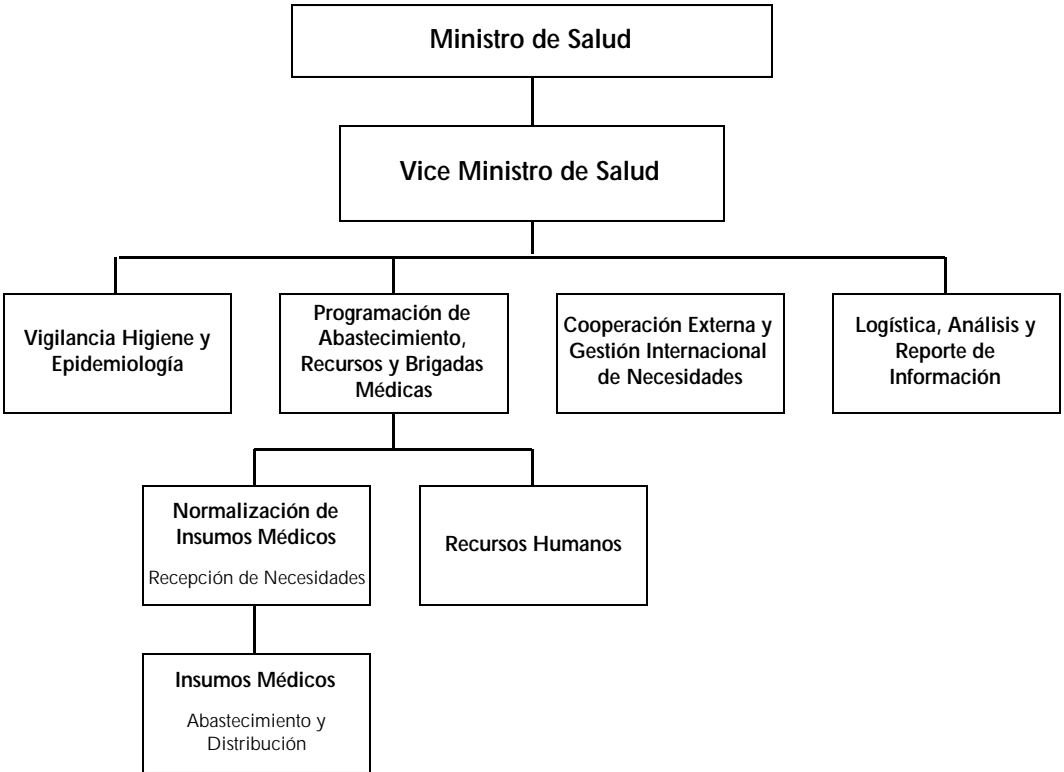 Ministro de Salud
Vice Ministro de Salud
Vigilancia Higiene y
Epidemiología
Programación de
Abastecimiento,
Recursos y Brigadas
Médicas
Cooperación Externa y
Gestión Internacional
de Necesidades
Logística, Análisis y
Reporte de
Información
Normalización de
Insumos Médicos
Recepción de Necesidades
Recursos Humanos
Insumos Médicos
Abastecimiento y
Distribución